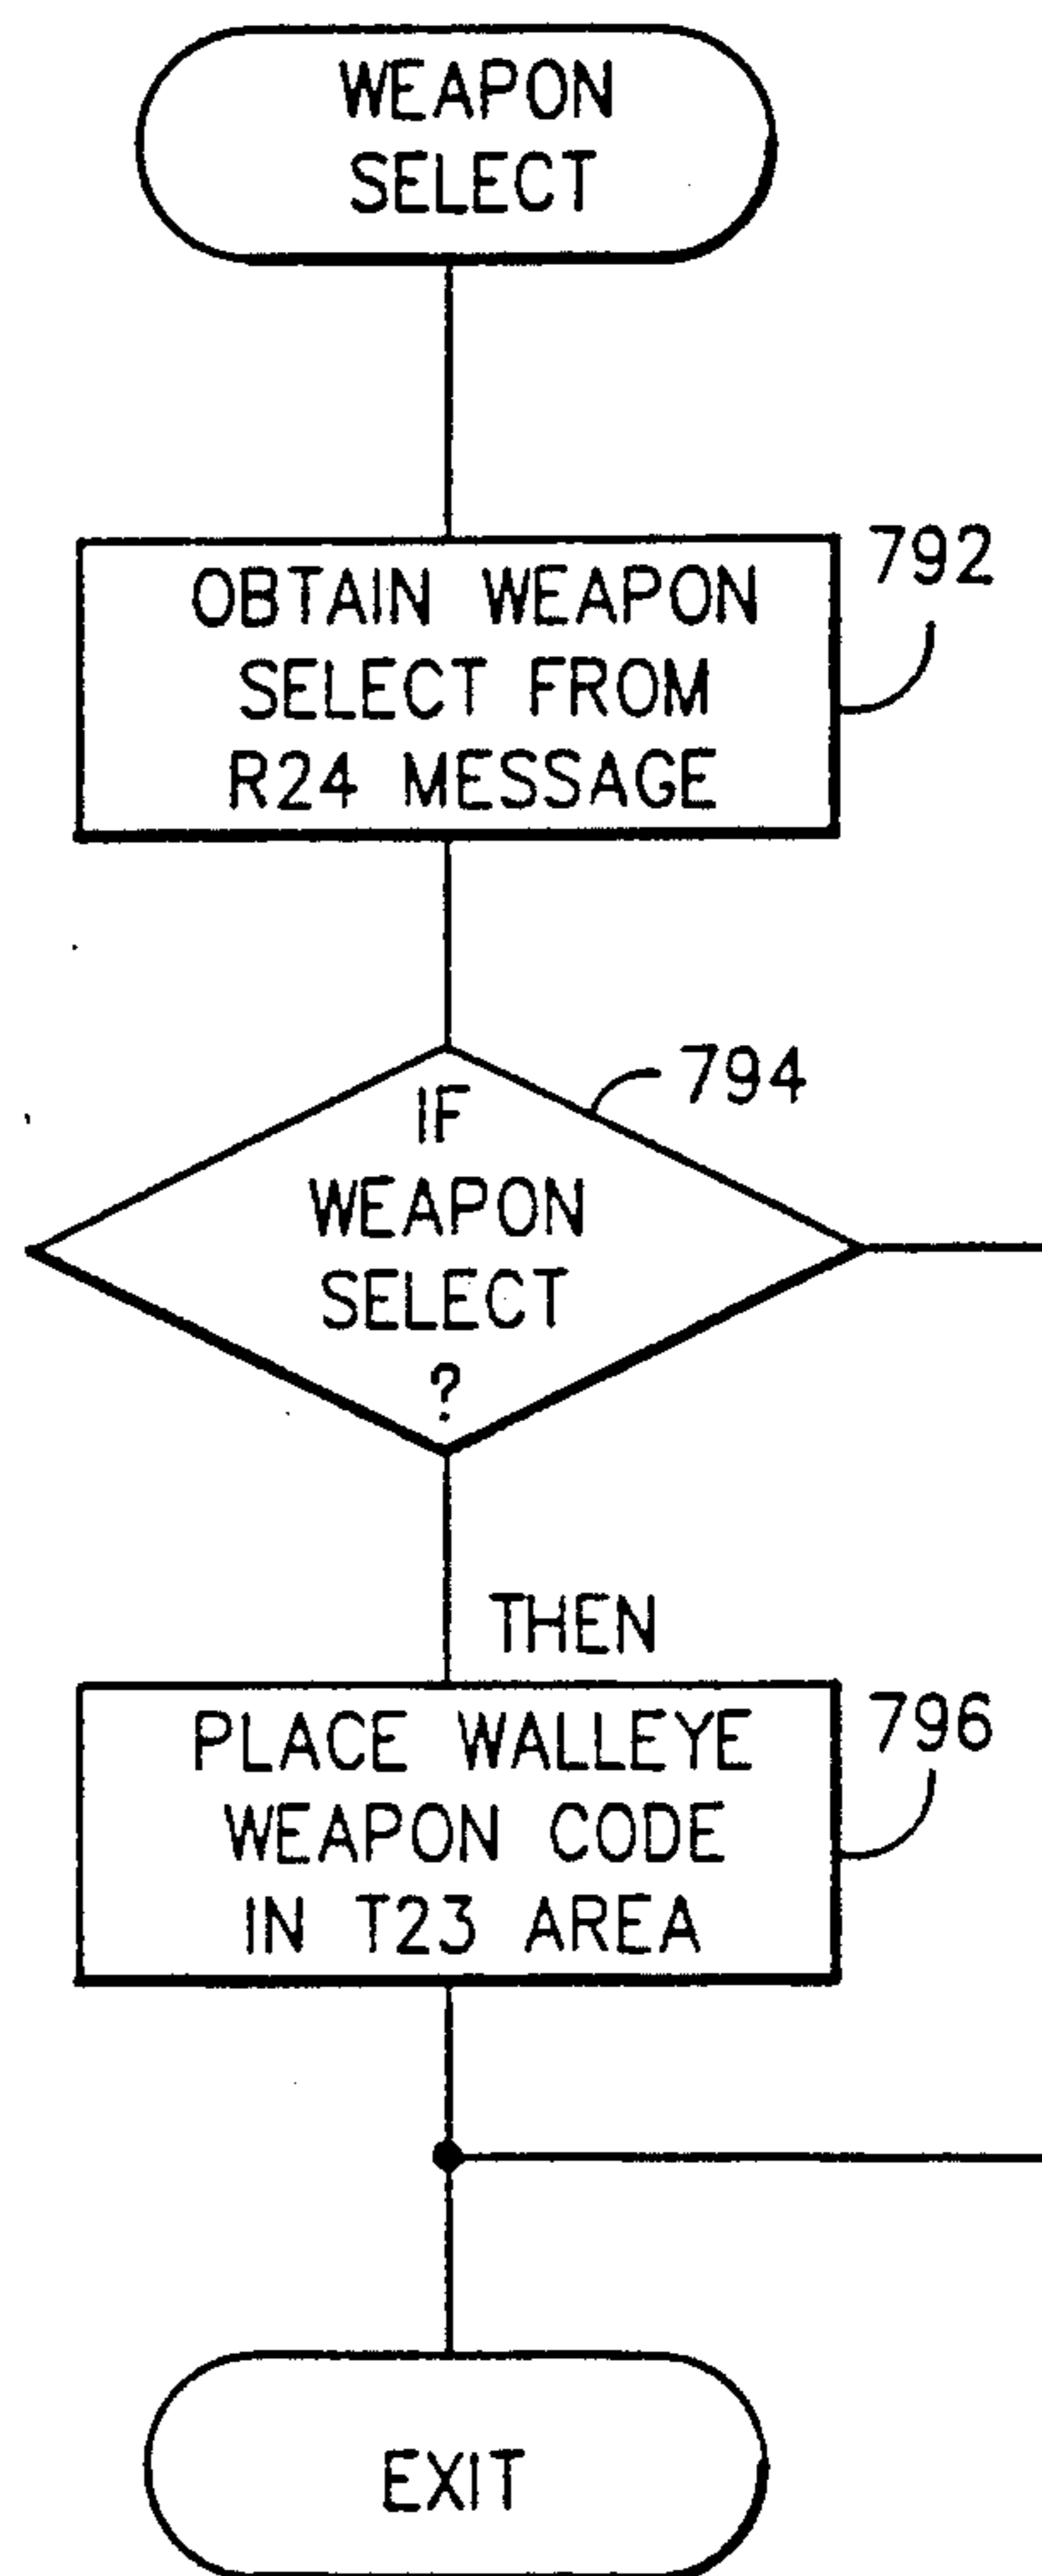 WEAPON
SELECT
OBTAIN WEAPON
SELECT FROM
R24 MESSAGE
792
IF
WEAPON
SELECT
?
794
THEN
PLACE WALLEYE
WEAPON CODE
IN T23 AREA
796
EXIT